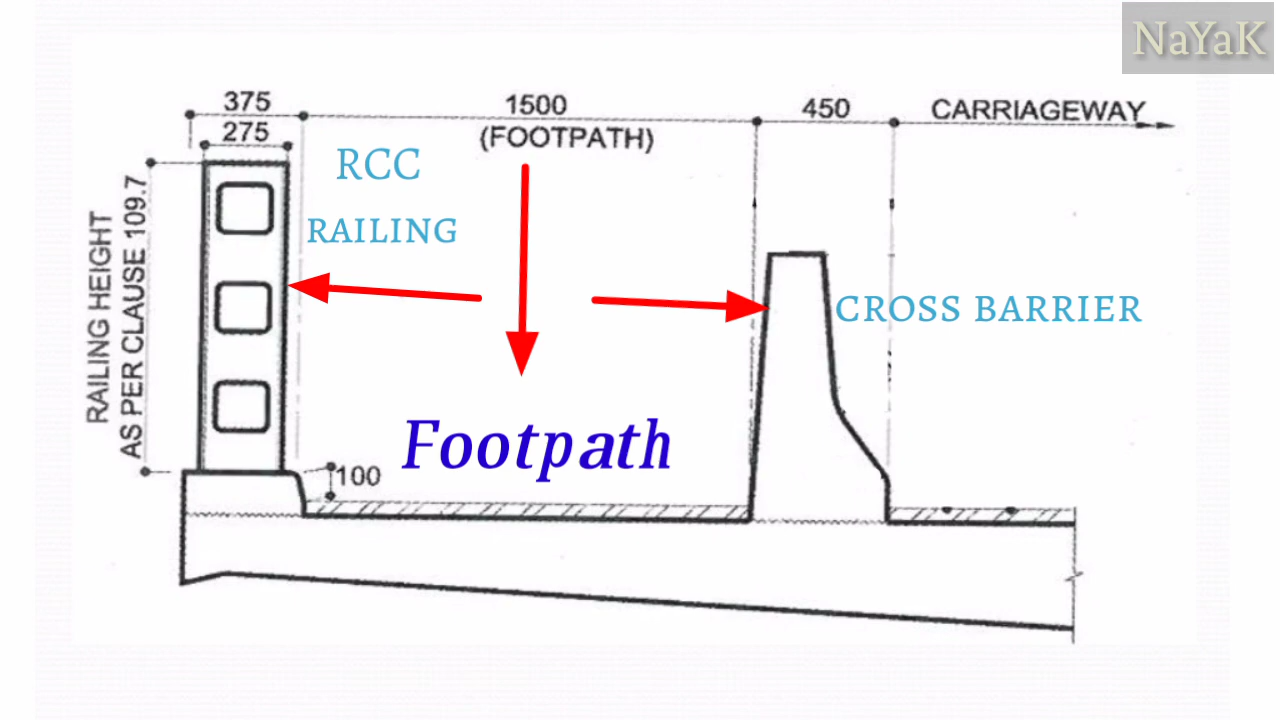 NaYaK
375
1500
450
CARRIAGEWAY
275
(FOOTPATH)
RCC
RAILING
RAILING HEIGHT
AS PER CLAUSE 109.7
CROSS BARRIER
Footpath
100